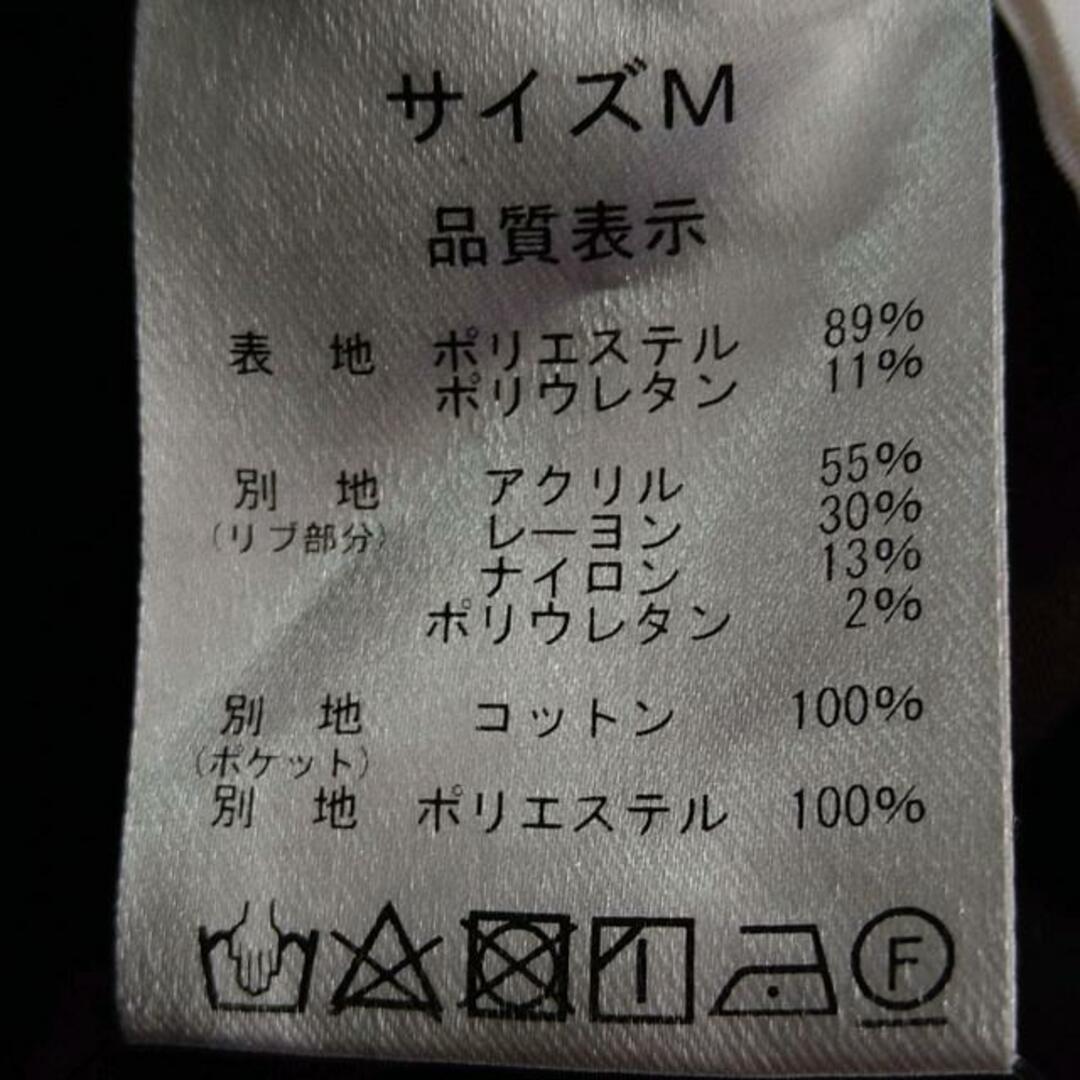 サイズM
品質表示
表 地 ポリエステル 89%
ポリウレタン 11%
別 地 アクリル 55%
(リブ部分) レーヨン 30%
ナイロン 13%
ポリウレタン 2%
別 地 コットン 100%
(ポケット)
別 地 ポリエステル 100%
F